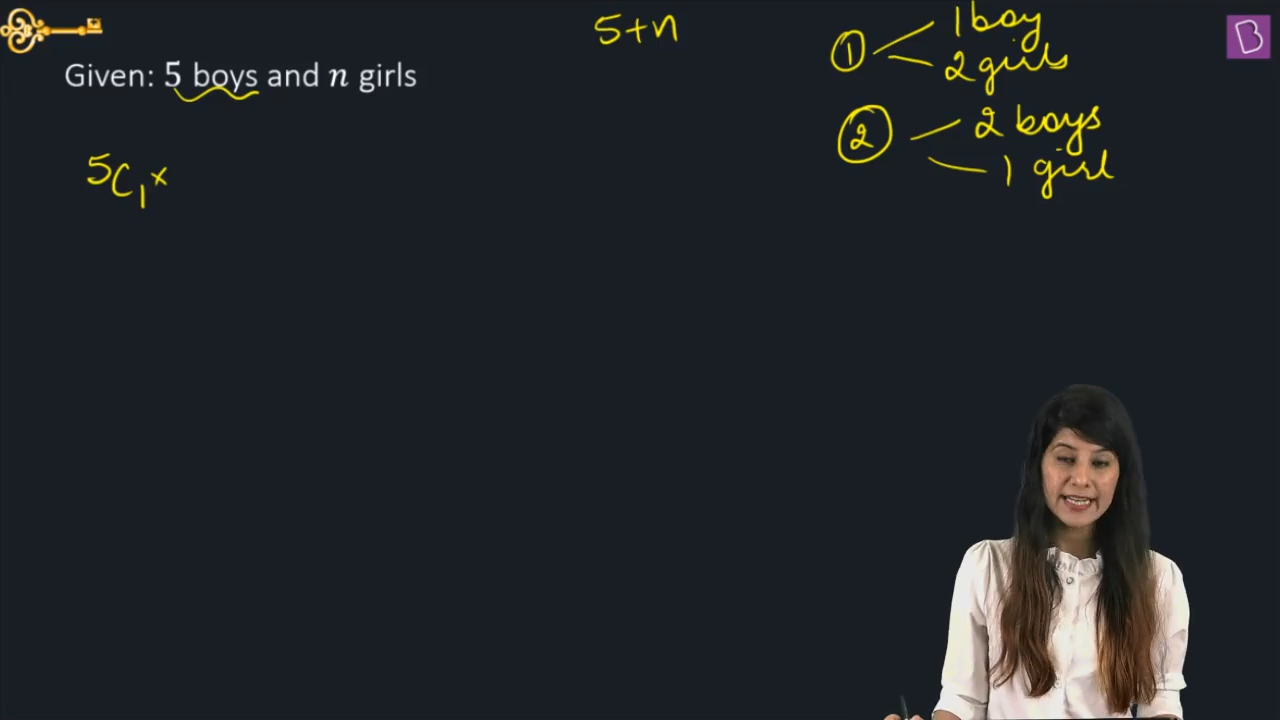 5+n
Given: 5 boys and n girls
① 1 boy
2 girls
② 2 boys
1 girl
⁵C₁ ×
B